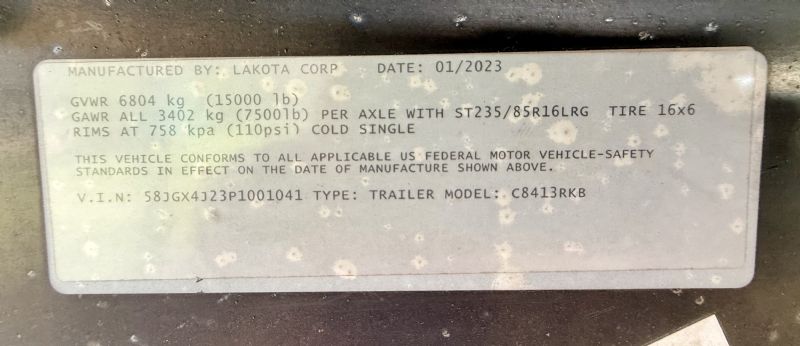 MANUFACTURED BY: LAKOTA CORP DATE: 01/2023
GVWR 6804 kg (15000 lb)
GAWR ALL 3402 kg (7500lb) PER AXLE WITH ST235/85R16LRG TIRE 16x6
RIMS AT 758 kpa (110psi) COLD SINGLE
THIS VEHICLE CONFORMS TO ALL APPLICABLE US FEDERAL MOTOR VEHICLE-SAFETY
STANDARDS IN EFFECT ON THE DATE OF MANUFACTURE SHOWN ABOVE.
V.I.N: 58JGX4J23P1001041 TYPE: TRAILER MODEL: C8413RKB